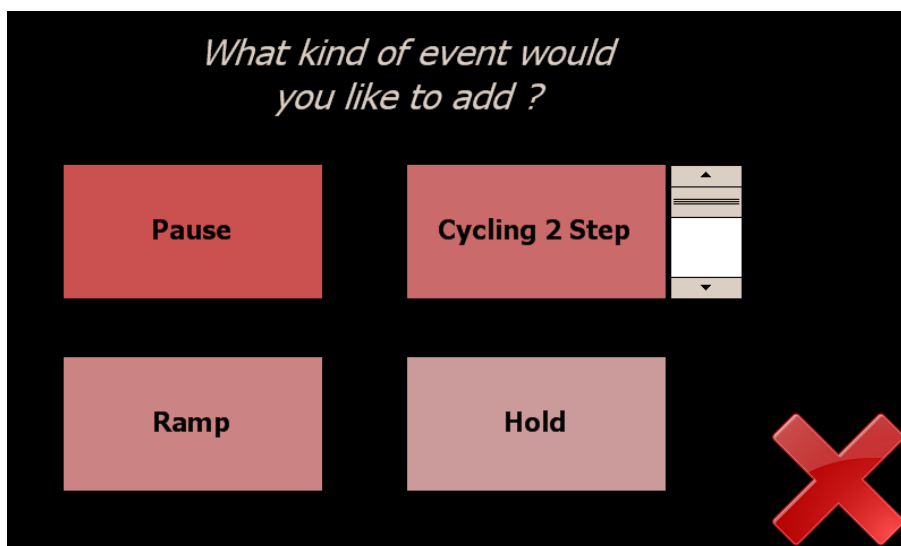 What kind of event would
you like to add ?
Pause
Cycling 2 Step
Ramp
Hold